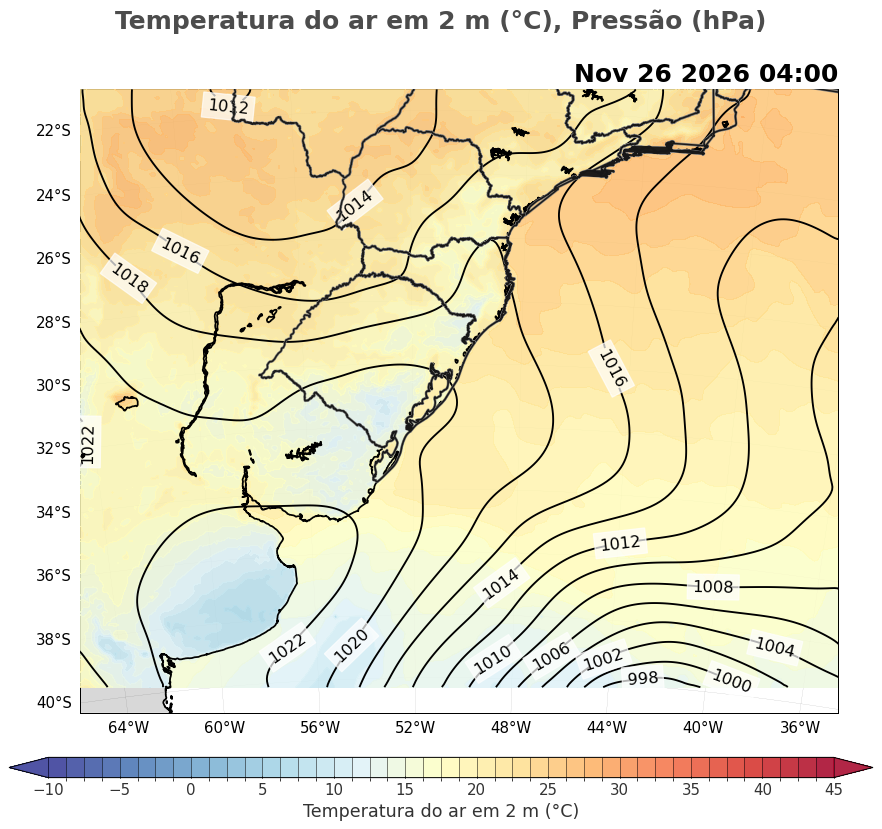 Temperatura do ar em 2 m (°C), Pressão (hPa)
Nov 26 2026 04:00
1012
22°S
24°S
1014
1016
26°S
1018
28°S
1016
30°S
1022
32°S
34°S
1012
36°S
1014
1008
38°S
1022
1020
1010
1006
1002
1004
998
1000
40°S
64°W 60°W 56°W 52°W 48°W 44°W 40°W 36°W
−10 −5 0 5 10 15 20 25 30 35 40 45
Temperatura do ar em 2 m (°C)